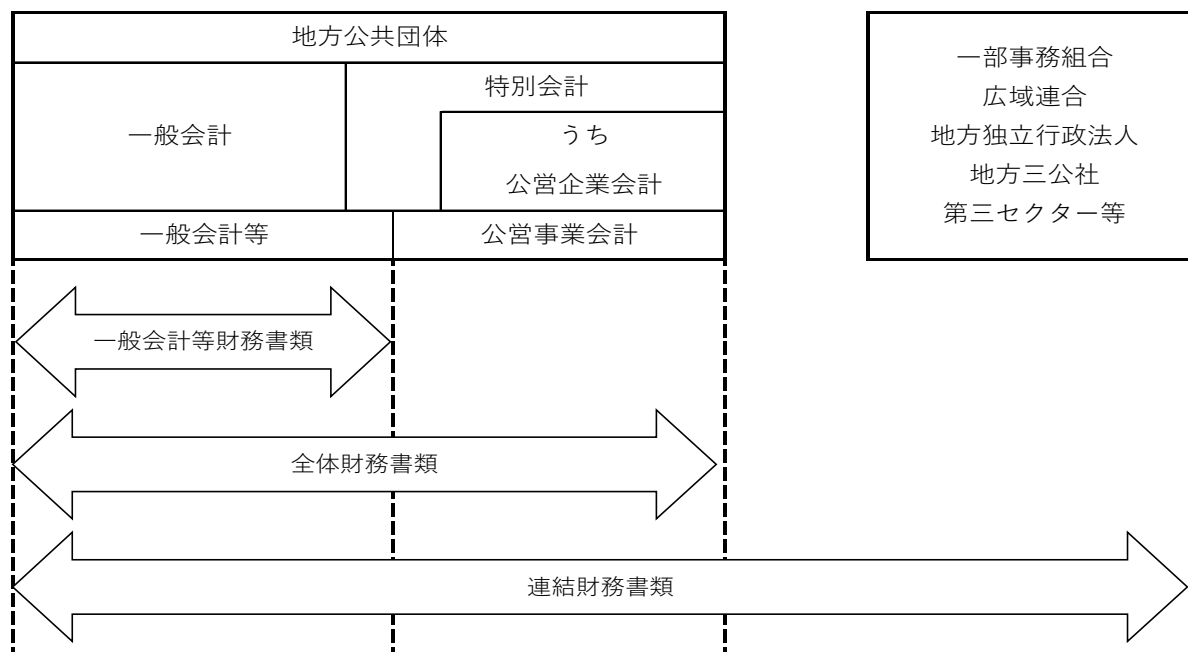 地方公共団体
一般会計
特別会計
うち
公営企業会計
一般会計等
公営事業会計
一部事務組合
広域連合
地方独立行政法人
地方三公社
第三セクター等
一般会計等財務書類
全体財務書類
連結財務書類